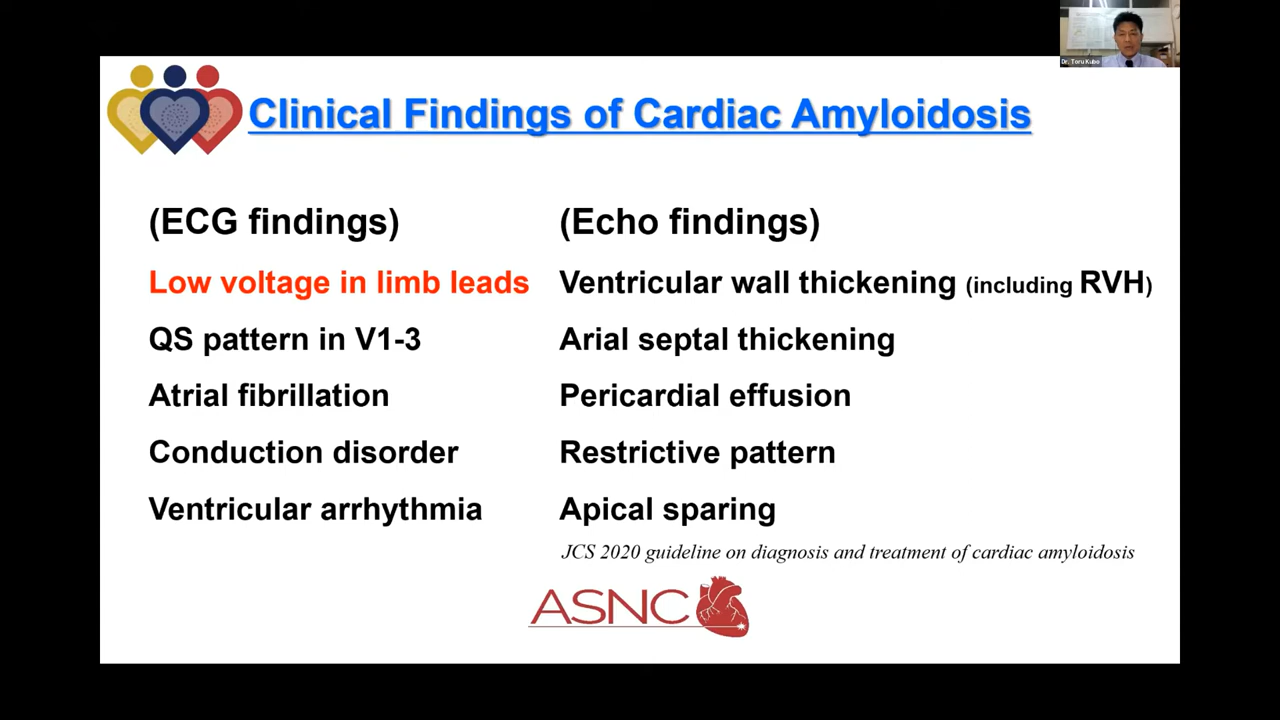 Dr. Toru Kubo
Clinical Findings of Cardiac Amyloidosis
(ECG findings)
Low voltage in limb leads
QS pattern in V1-3
Atrial fibrillation
Conduction disorder
Ventricular arrhythmia
(Echo findings)
Ventricular wall thickening (including RVH)
Arial septal thickening
Pericardial effusion
Restrictive pattern
Apical sparing
JCS 2020 guideline on diagnosis and treatment of cardiac amyloidosis
ASNC